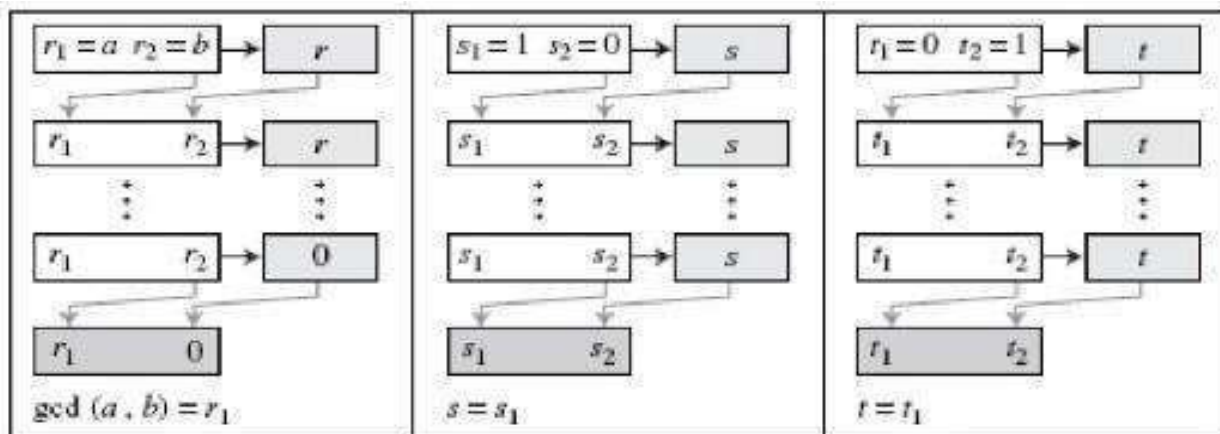 r₁ = a r₂ = b r
r₁ r₂ r
r₁ r₂ 0
r₁ 0
gcd (a , b) = r₁
s₁ = 1 s₂ = 0 s
s₁ s₂ s
s₁ s₂ s
s₁ s₂
s = s₁
t₁ = 0 t₂ = 1 t
t₁ t₂ t
t₁ t₂ t
t₁ t₂
t = t₁